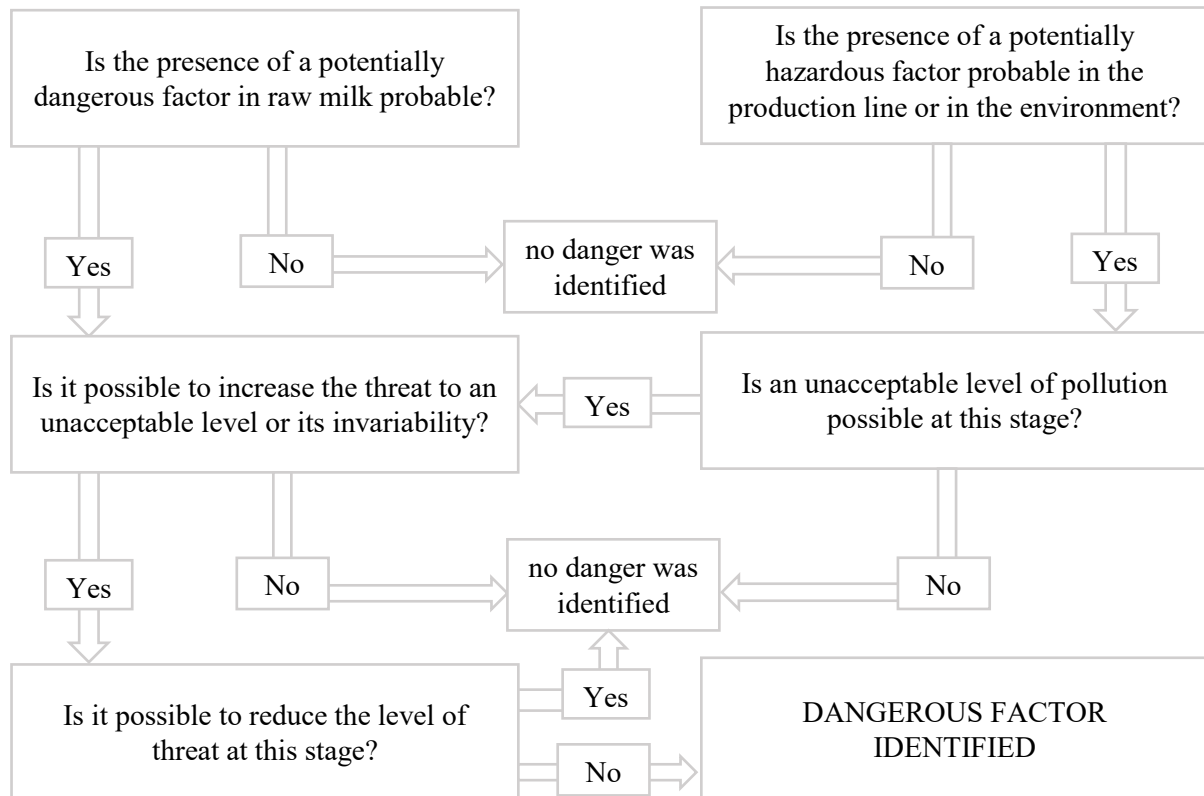 Is the presence of a potentially
dangerous factor in raw milk probable?
Is the presence of a potentially
hazardous factor probable in the
production line or in the environment?
Yes
No
no danger was
identified
No
Yes
Is it possible to increase the threat to an
unacceptable level or its invariability?
Yes
Is an unacceptable level of pollution
possible at this stage?
Yes
No
no danger was
identified
No
Is it possible to reduce the level of
threat at this stage?
Yes
No
DANGEROUS FACTOR
IDENTIFIED